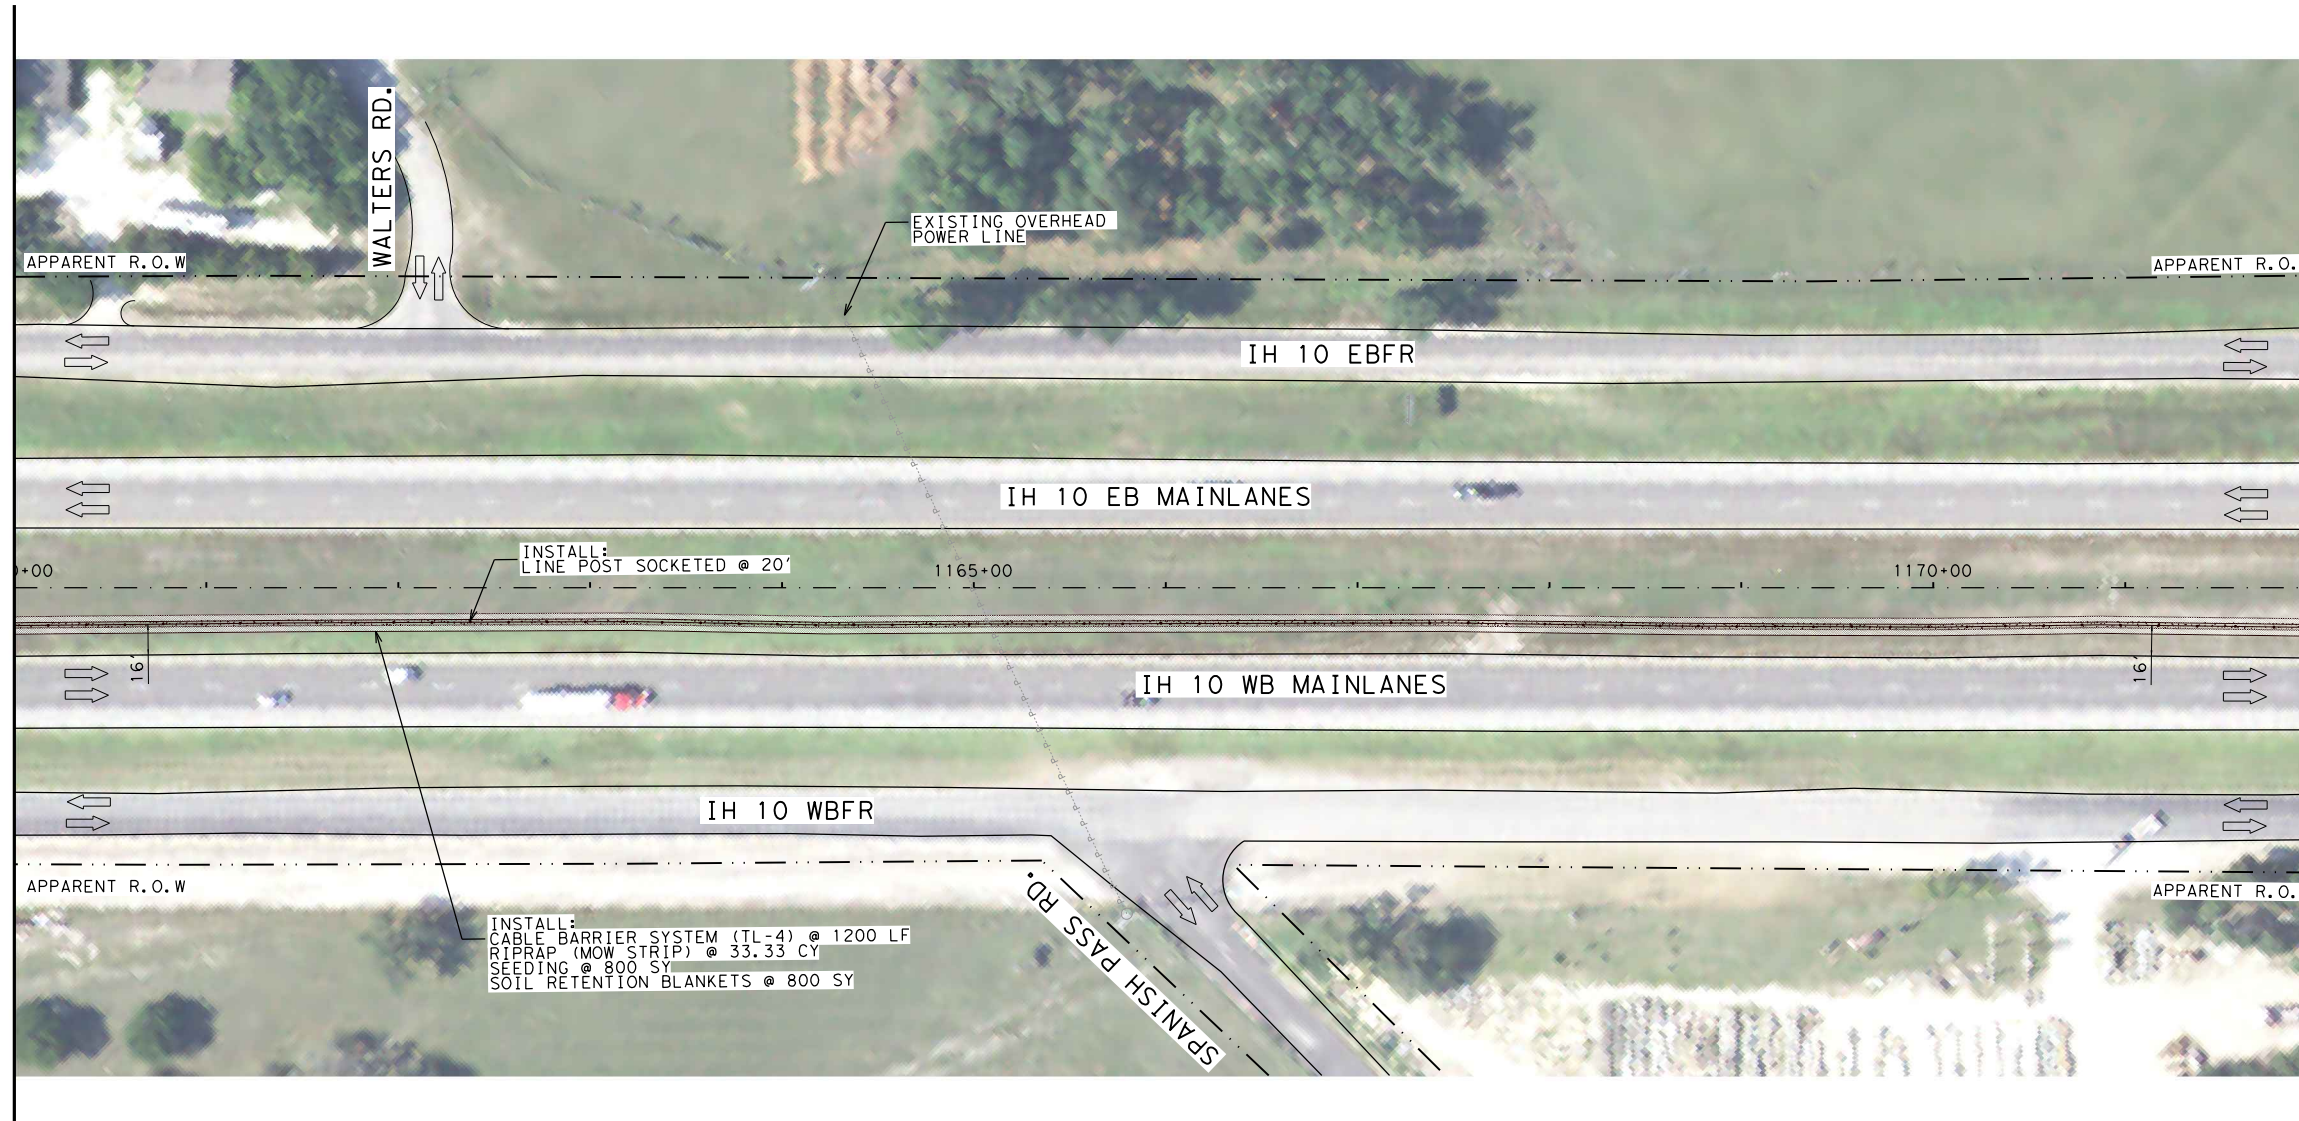 WALTERS RD.
EXISTING OVERHEAD
POWER LINE
APPARENT R.O.W
APPARENT R.O.
IH 10 EBFR
IH 10 EB MAINLANES
INSTALL:
LINE POST SOCKETED @ 20'
+00
1165+00
1170+00
16'
16'
IH 10 WB MAINLANES
IH 10 WBFR
APPARENT R.O.W
APPARENT R.O.
SPANISH PASS RD.
INSTALL:
CABLE BARRIER SYSTEM (TL-4) @ 1200 LF
RIPRAP (MOW STRIP) @ 33.33 CY
SEEDING @ 800 SY
SOIL RETENTION BLANKETS @ 800 SY